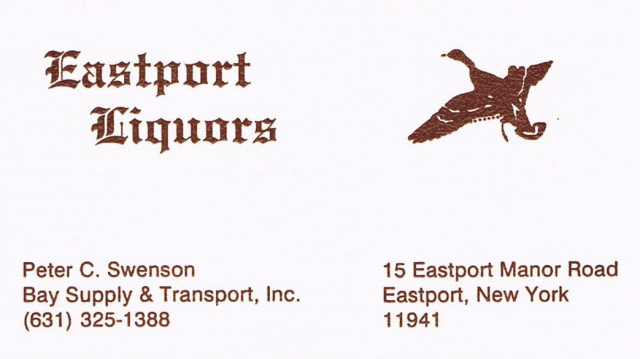 Eastport
Liquors
Peter C. Swenson
Bay Supply & Transport, Inc.
(631) 325-1388
15 Eastport Manor Road
Eastport, New York
11941